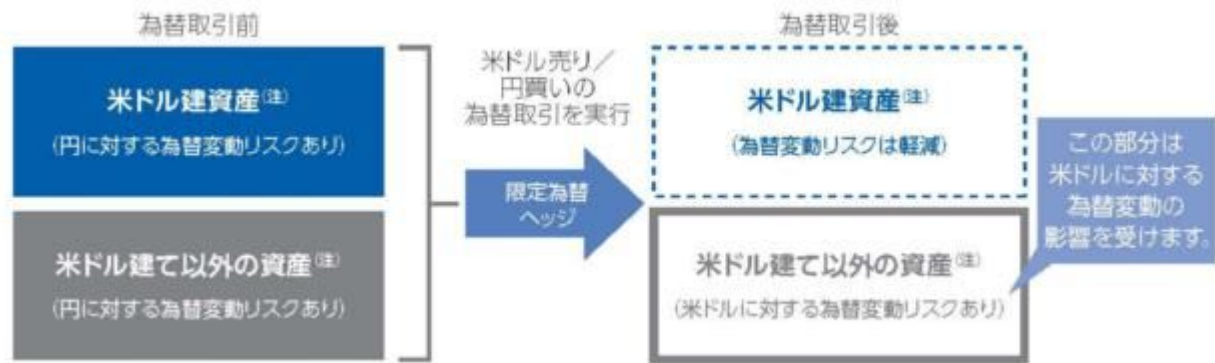 為替取引前
米ドル建資産(注)
(円に対する為替変動リスクあり)
米ドル建て以外の資産(注)
(円に対する為替変動リスクあり)
米ドル売り/
円買いの
為替取引を実行
限定為替
ヘッジ
為替取引後
米ドル建資産(注)
(為替変動リスクは軽減)
米ドル建て以外の資産(注)
(米ドルに対する為替変動リスクあり)
この部分は
米ドルに対する
為替変動の
影響を受けます。